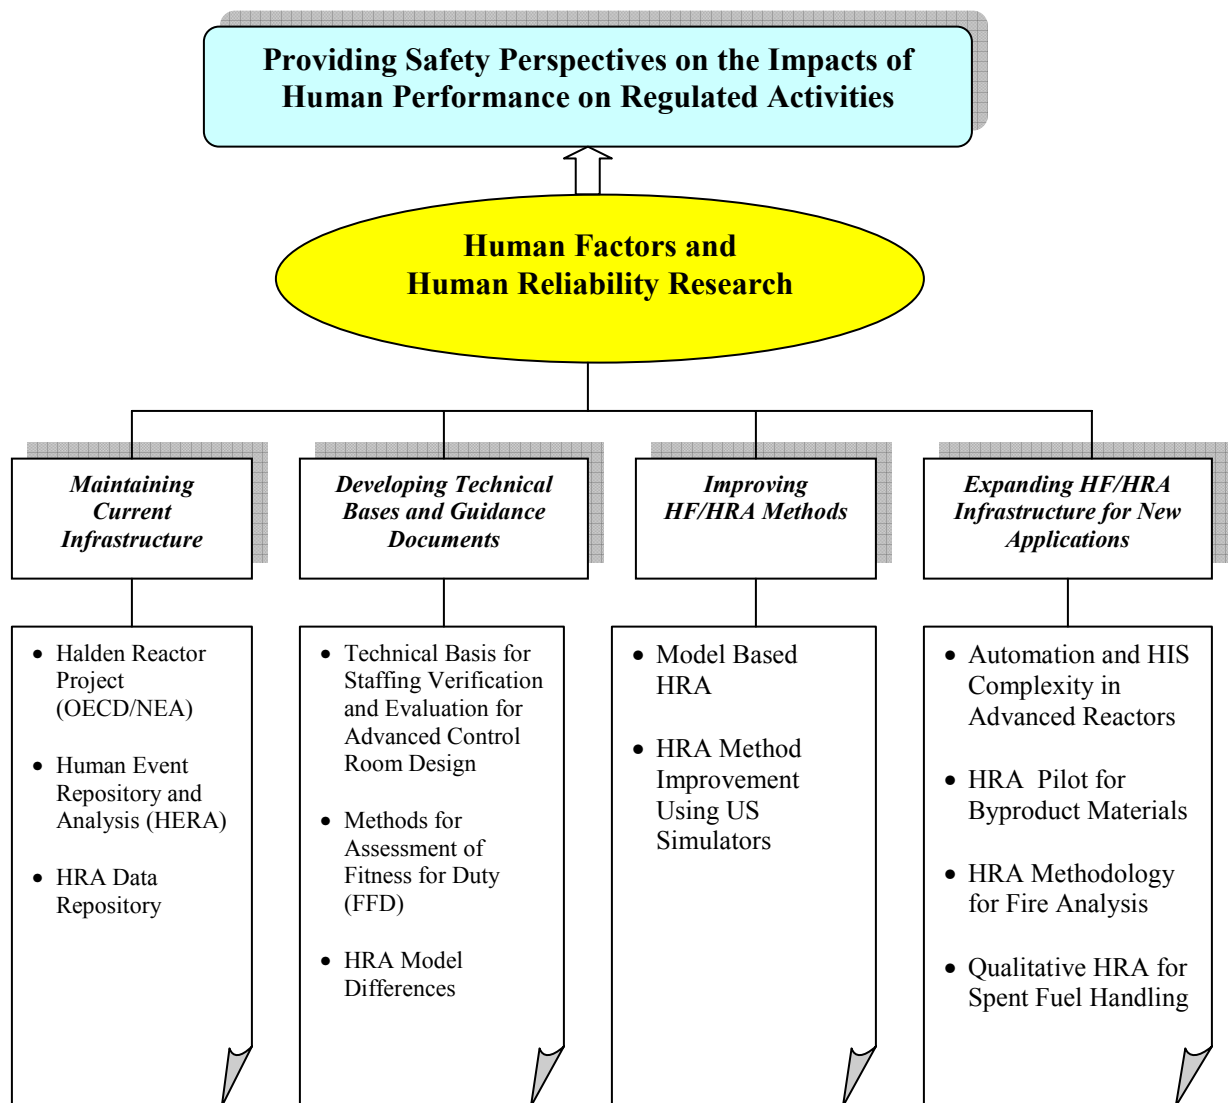 Providing Safety Perspectives on the Impacts of
Human Performance on Regulated Activities
Human Factors and
Human Reliability Research
Maintaining
Current
Infrastructure
Developing Technical
Bases and Guidance
Documents
Improving
HF/HRA Methods
Expanding HF/HRA
Infrastructure for New
Applications
• Halden Reactor
Project
(OECD/NEA)
• Human Event
Repository and
Analysis (HERA)
• HRA Data
Repository
• Technical Basis for
Staffing Verification
and Evaluation for
Advanced Control
Room Design
• Methods for
Assessment of
Fitness for Duty
(FFD)
• HRA Model
Differences
• Model Based
HRA
• HRA Method
Improvement
Using US
Simulators
• Automation and HIS
Complexity in
Advanced Reactors
• HRA  Pilot for
Byproduct Materials
• HRA Methodology
for Fire Analysis
• Qualitative HRA for
Spent Fuel Handling